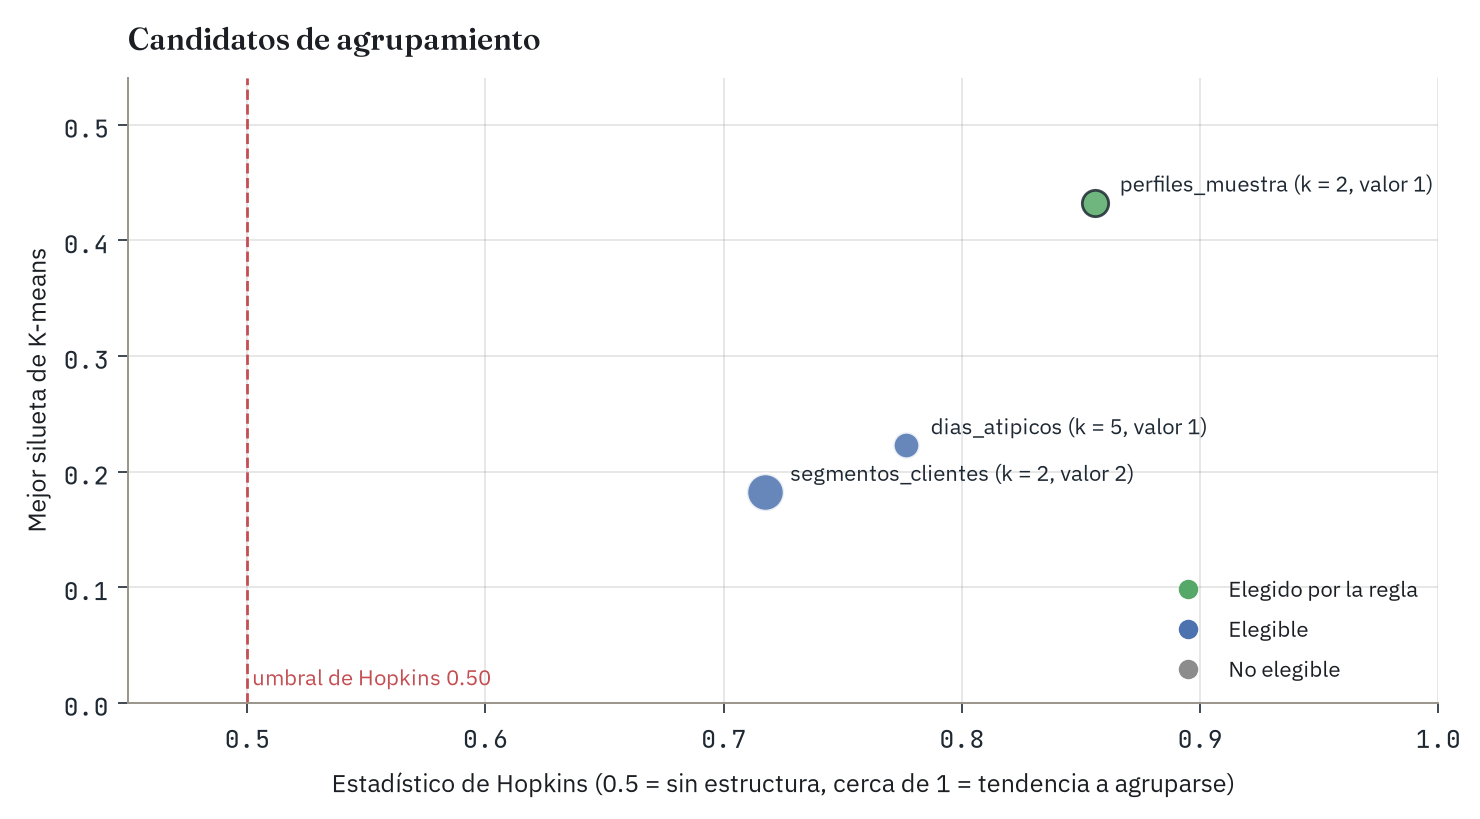 Candidatos de agrupamiento
Mejor silueta de K-means
0.5
0.4
0.3
0.2
0.1
0.0
perfiles_muestra (k = 2, valor 1)
dias_atipicos (k = 5, valor 1)
segmentos_clientes (k = 2, valor 2)
Elegido por la regla
Elegible
No elegible
umbral de Hopkins 0.50
0.5 0.6 0.7 0.8 0.9 1.0
Estadístico de Hopkins (0.5 = sin estructura, cerca de 1 = tendencia a agruparse)